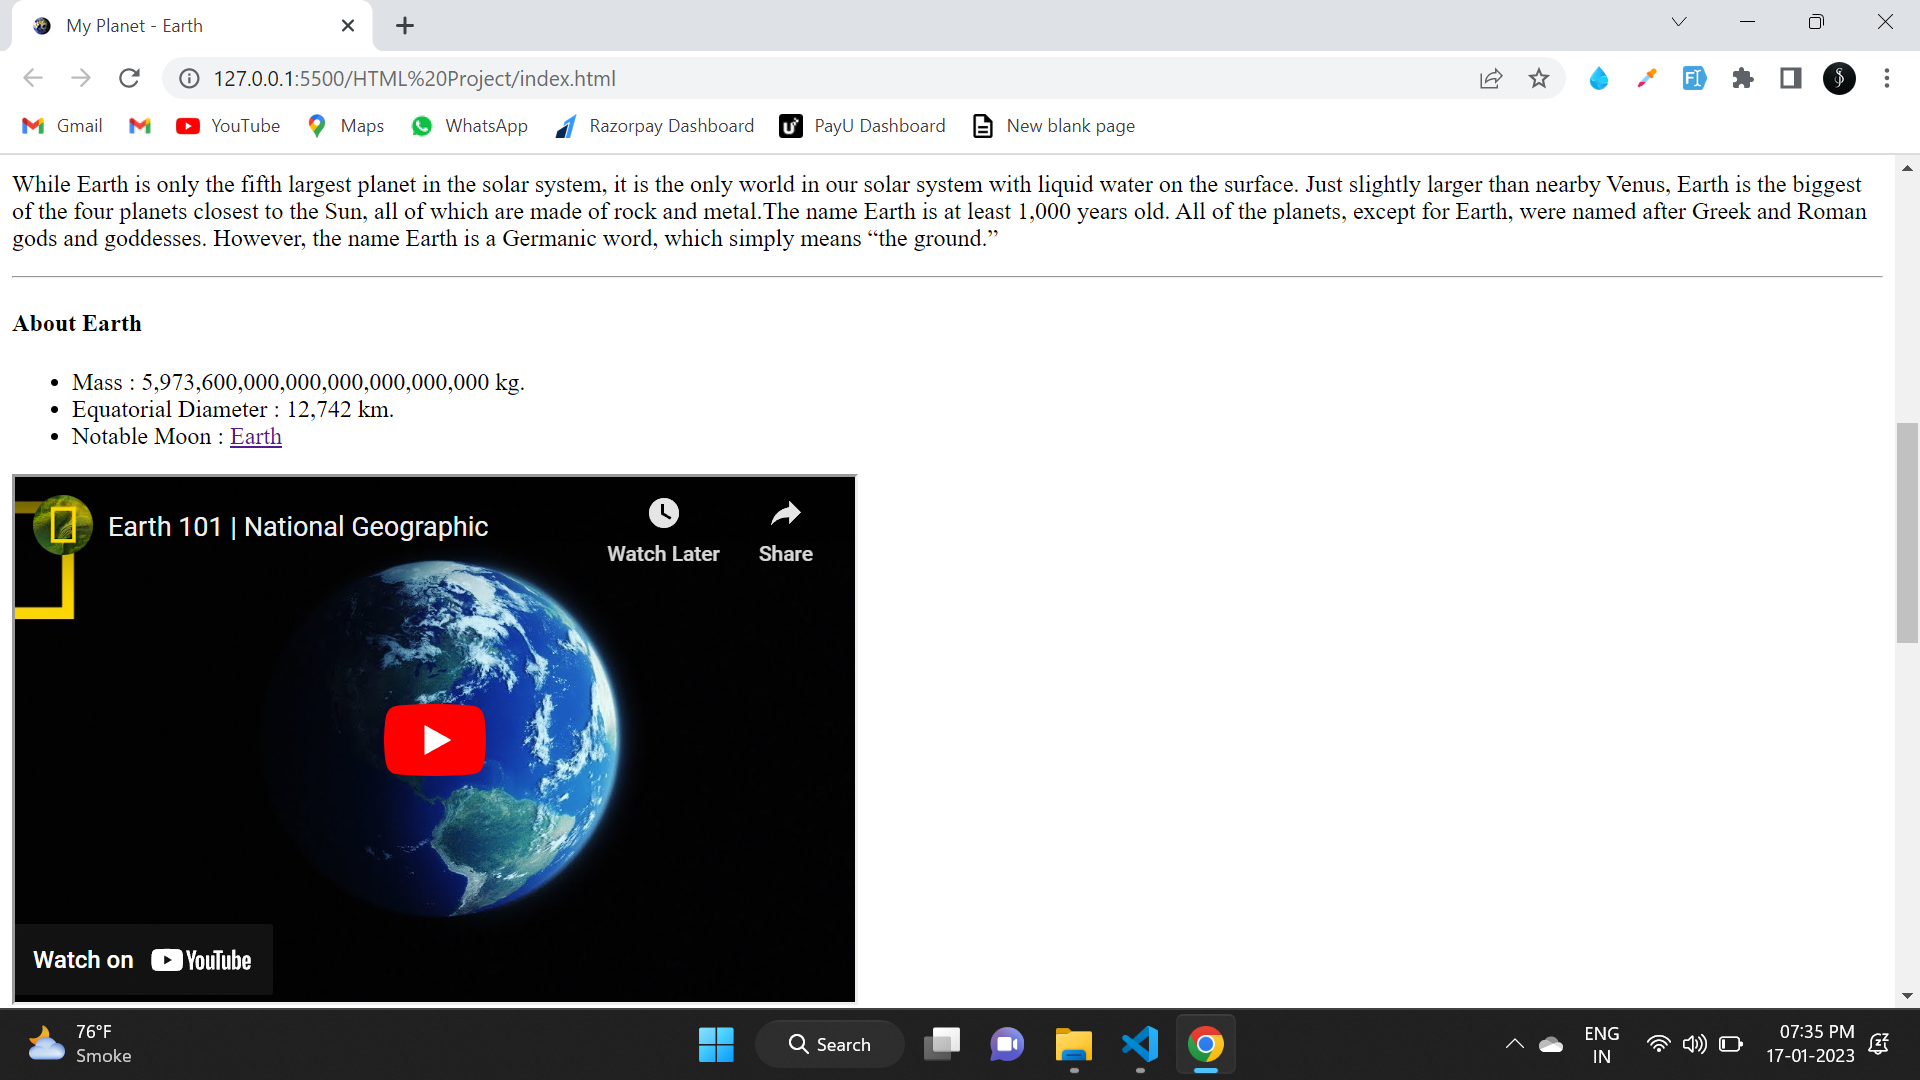 My Planet - Earth
127.0.0.1:5500/HTML%20Project/index.html
Gmail YouTube Maps WhatsApp Razorpay Dashboard PayU Dashboard New blank page
While Earth is only the fifth largest planet in the solar system, it is the only world in our solar system with liquid water on the surface. Just slightly larger than nearby Venus, Earth is the biggest
of the four planets closest to the Sun, all of which are made of rock and metal.The name Earth is at least 1,000 years old. All of the planets, except for Earth, were named after Greek and Roman
gods and goddesses. However, the name Earth is a Germanic word, which simply means “the ground.”
About Earth
Mass : 5,973,600,000,000,000,000,000,000 kg.
Equatorial Diameter : 12,742 km.
Notable Moon : Earth
Earth 101 | National Geographic
Watch Later Share
Watch on YouTube
76°F
Smoke
Search
ENG
IN
07:35 PM
17-01-2023